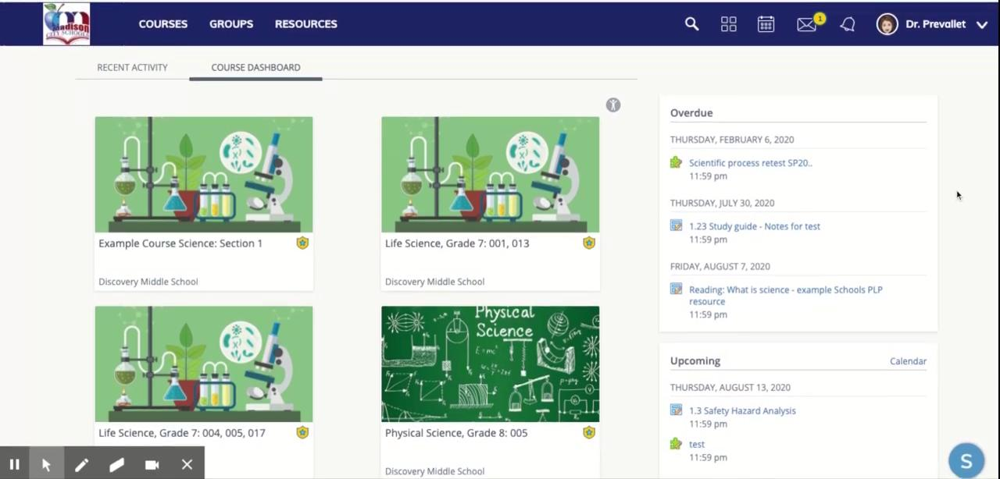 Madison
CITY SCHOOLS
COURSES GROUPS RESOURCES
1
Dr. Prevallet
RECENT ACTIVITY COURSE DASHBOARD
Example Course Science: Section 1
Discovery Middle School
Life Science, Grade 7: 001, 013
Discovery Middle School
Life Science, Grade 7: 004, 005, 017
Physical Science
E=mc²
Physical Science, Grade 8: 005
Discovery Middle School
Overdue
THURSDAY, FEBRUARY 6, 2020
Scientific process retest SP20..
11:59 pm
THURSDAY, JULY 30, 2020
1.23 Study guide - Notes for test
11:59 pm
FRIDAY, AUGUST 7, 2020
Reading: What is science - example Schools PLP
resource
11:59 pm
Upcoming Calendar
THURSDAY, AUGUST 13, 2020
1.3 Safety Hazard Analysis
11:59 pm
test
11:59 pm
S